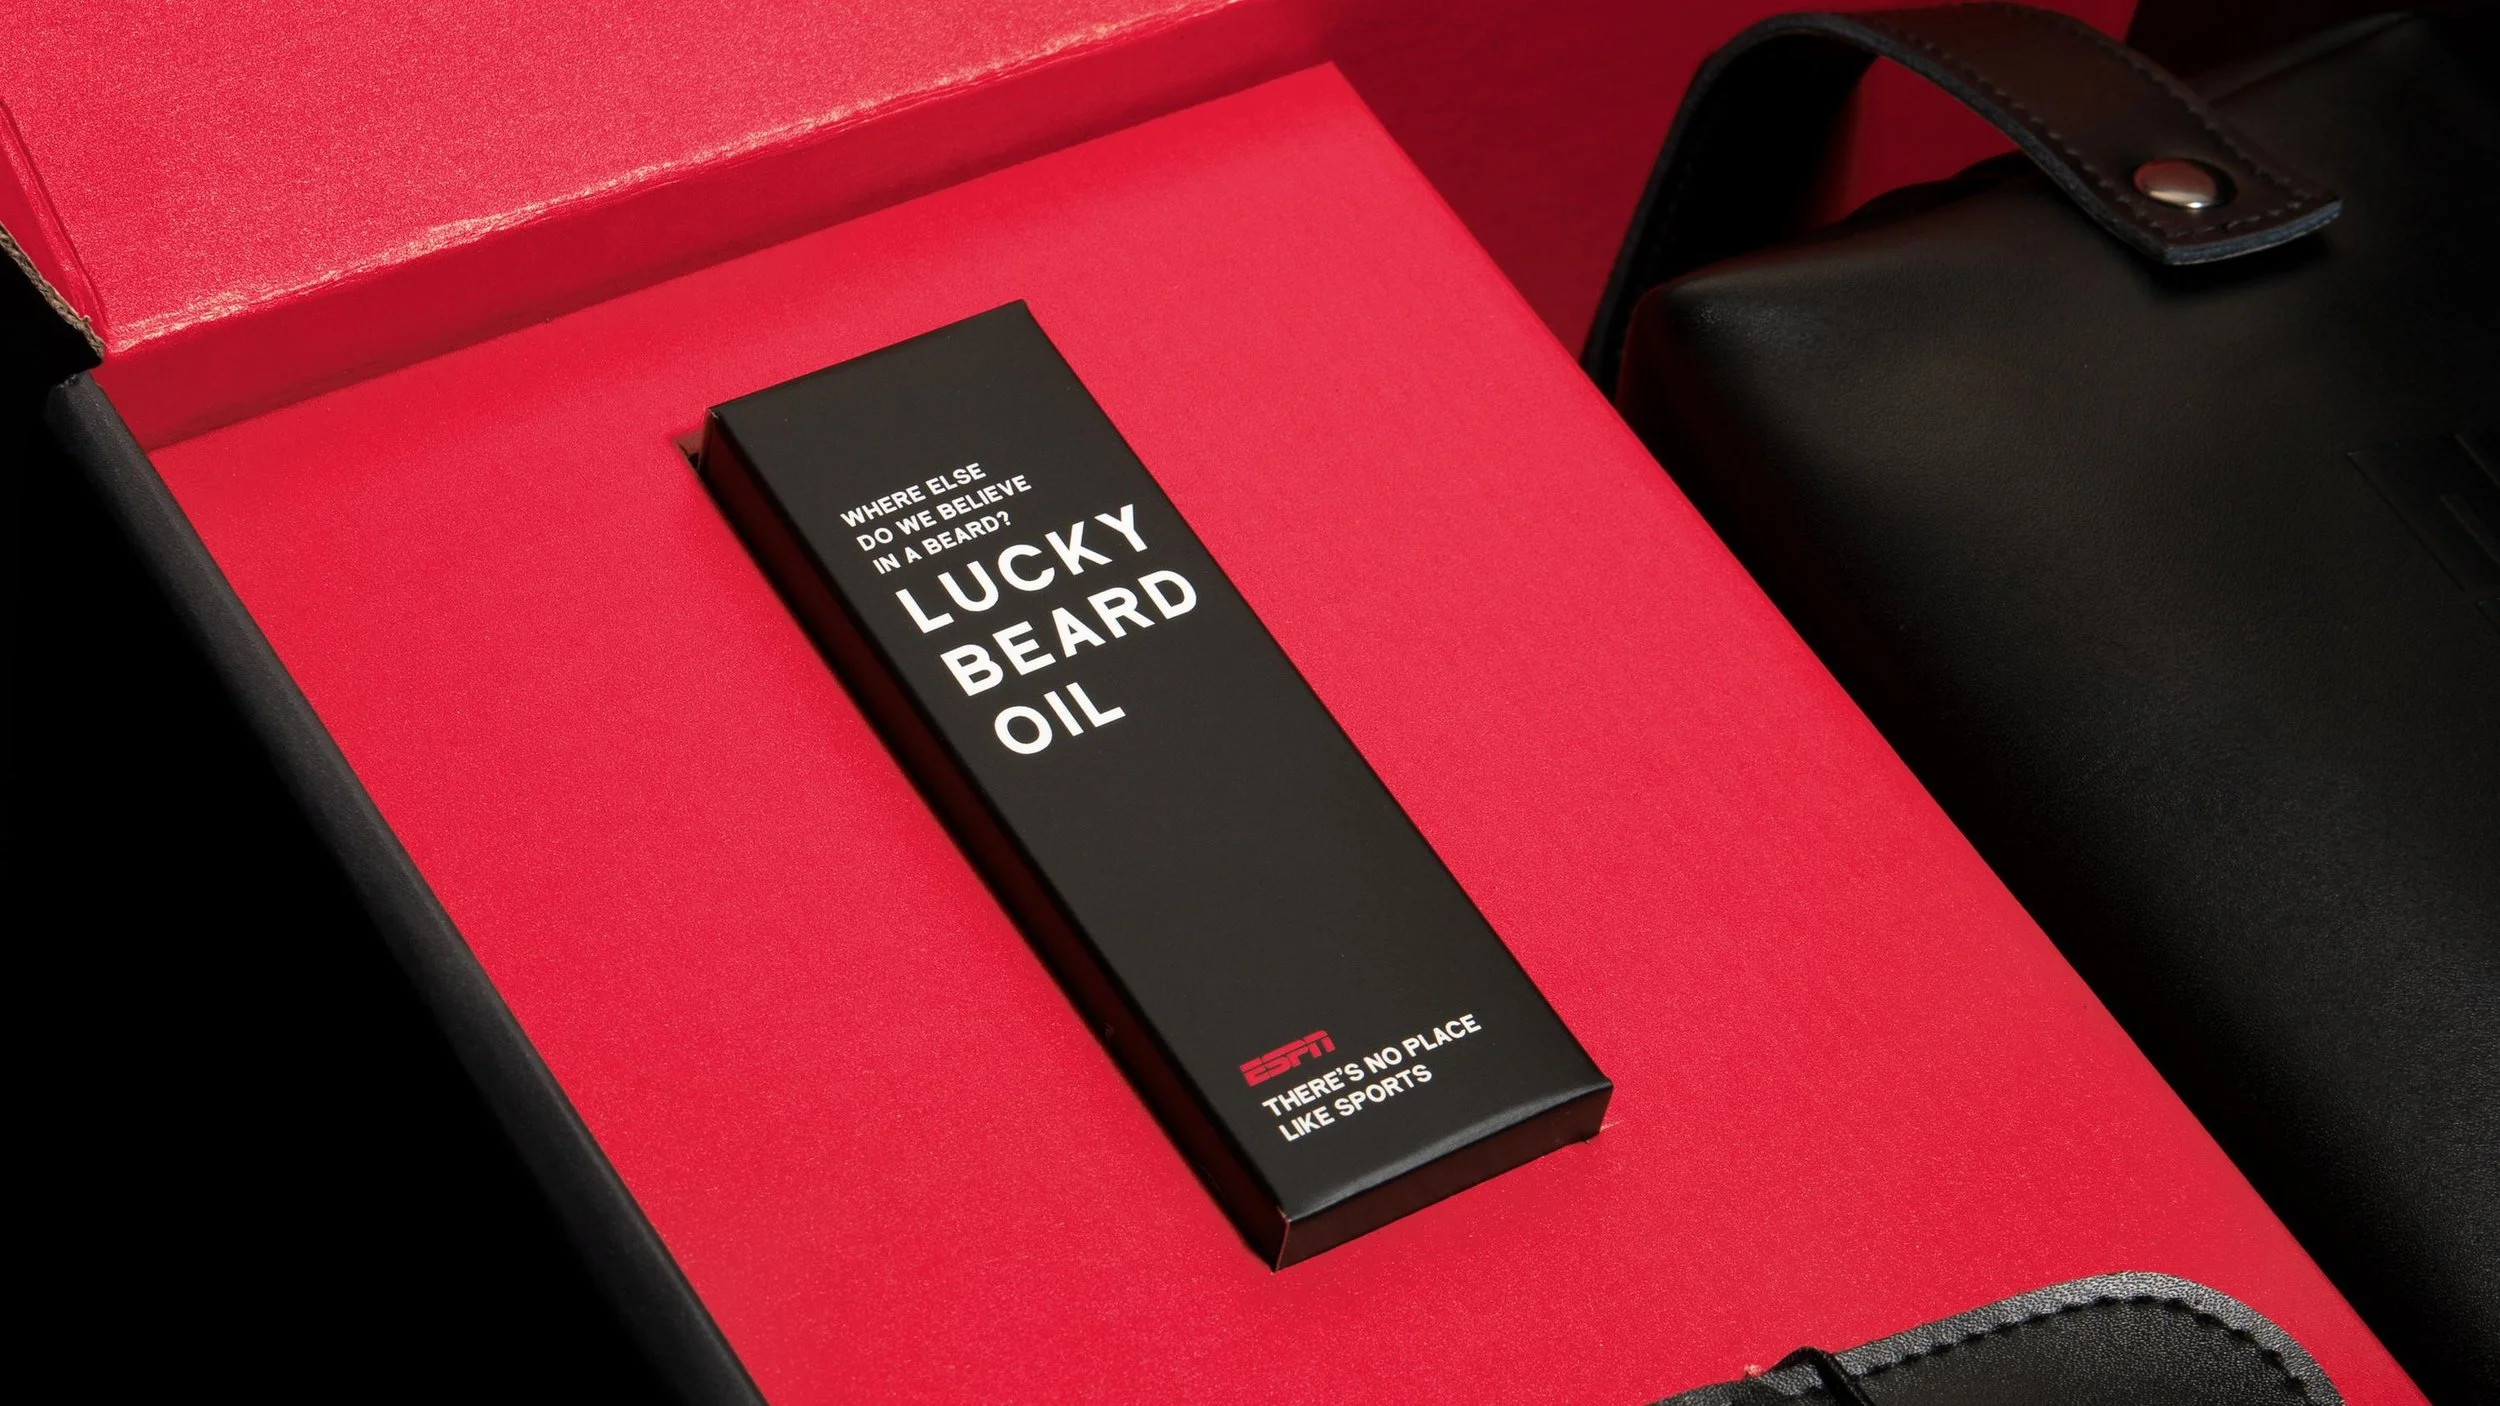 WHERE ELSE
DO WE BELIEVE
IN A BEARD?
LUCKY
BEARD
OIL
ESPN
THERE'S NO PLACE
LIKE SPORTS